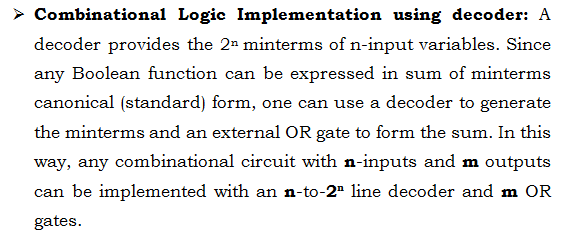 ➢ Combinational Logic Implementation using decoder: A
decoder provides the 2ⁿ minterms of n-input variables. Since
any Boolean function can be expressed in sum of minterms
canonical (standard) form, one can use a decoder to generate
the minterms and an external OR gate to form the sum. In this
way, any combinational circuit with n-inputs and m outputs
can be implemented with an n-to-2ⁿ line decoder and m OR
gates.